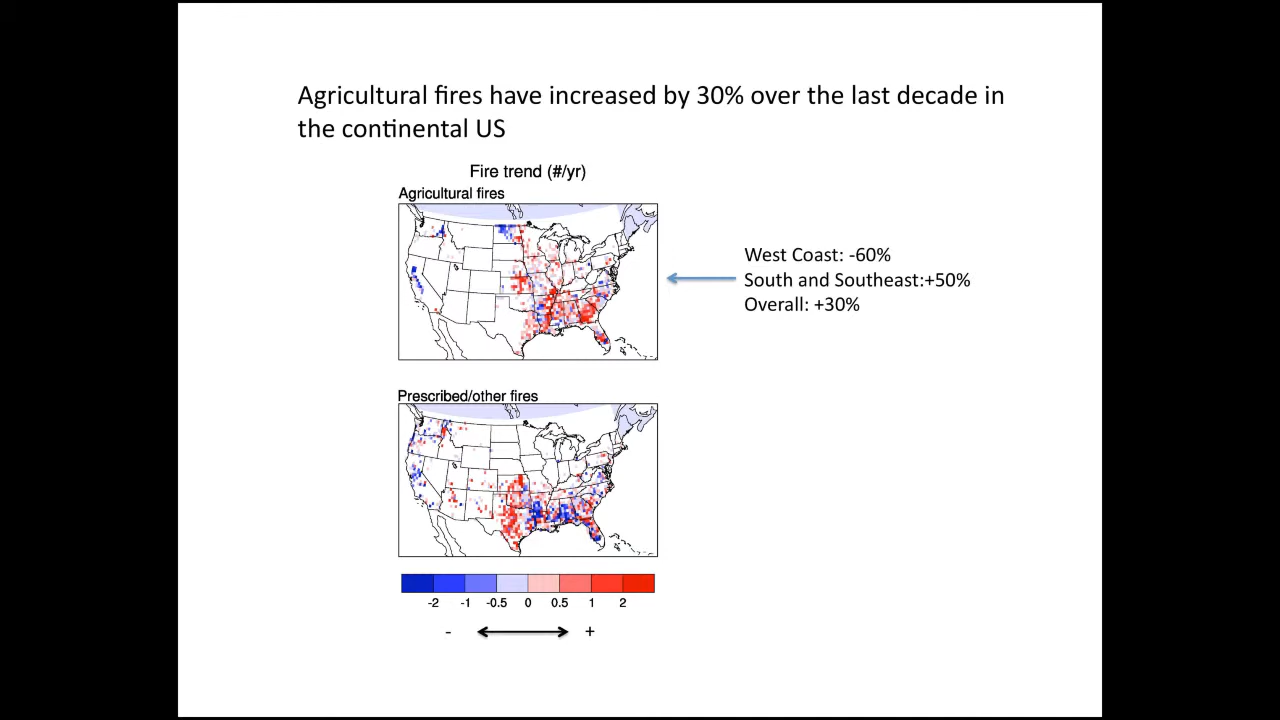 Agricultural fires have increased by 30% over the last decade in
the continental US
Fire trend (#/yr)
Agricultural fires
West Coast: -60%
South and Southeast:+50%
Overall: +30%
Prescribed/other fires
-2 -1 -0.5 0 0.5 1 2
- +